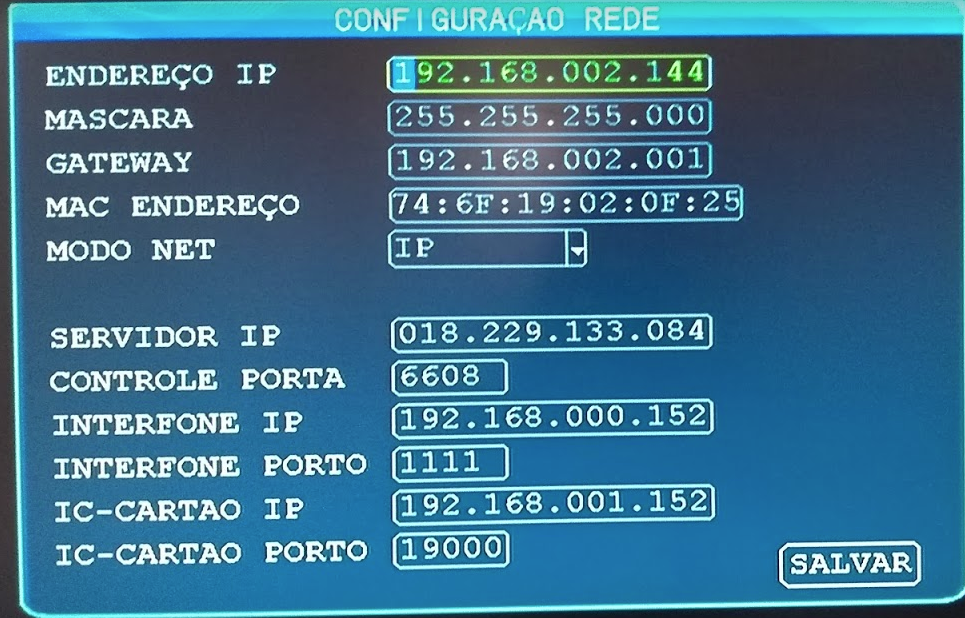 CONFIGURAÇAO REDE
ENDEREÇO IP 192.168.002.144
MASCARA 255.255.255.000
GATEWAY 192.168.002.001
MAC ENDEREÇO 74:6F:19:02:0F:25
MODO NET IP
SERVIDOR IP 018.229.133.084
CONTROLE PORTA 6608
INTERFONE IP 192.168.000.152
INTERFONE PORTO 1111
IC-CARTAO IP 192.168.001.152
IC-CARTAO PORTO 19000
SALVAR